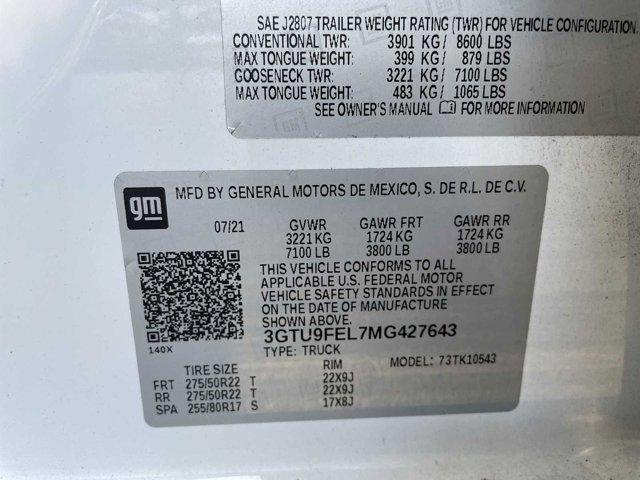 SAE J2807 TRAILER WEIGHT RATING (TWR) FOR VEHICLE CONFIGURATION.
CONVENTIONAL TWR: 3901 KG / 8600 LBS
MAX TONGUE WEIGHT: 399 KG / 879 LBS
GOOSENECK TWR: 3221 KG / 7100 LBS
MAX TONGUE WEIGHT: 483 KG / 1065 LBS
SEE OWNER'S MANUAL FOR MORE INFORMATION
gm MFD BY GENERAL MOTORS DE MEXICO, S. DE R.L. DE C.V.
07/21 GVWR GAWR FRT GAWR RR
3221 KG 1724 KG 1724 KG
7100 LB 3800 LB 3800 LB
THIS VEHICLE CONFORMS TO ALL
APPLICABLE U.S. FEDERAL MOTOR
VEHICLE SAFETY STANDARDS IN EFFECT
ON THE DATE OF MANUFACTURE.
3GTU9FEL7MG427643
140X TYPE: TRUCK MODEL: 73TK10543
TIRE SIZE RIM
FRT 275/50R22 T 22X9J
RR 275/50R22 T 22X9J
SPA 255/80R17 S 17X8J